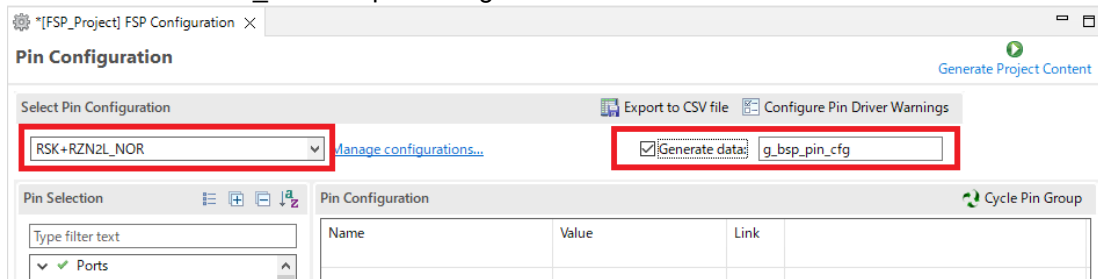 *[FSP_Project] FSP Configuration
Pin Configuration
Generate Project Content
Select Pin Configuration
Export to CSV file
Configure Pin Driver Warnings
RSK+RZN2L_NOR
Manage configurations...
Generate data:
g_bsp_pin_cfg
Pin Selection
Pin Configuration
Cycle Pin Group
Type filter text
Name
Value
Link
Ports